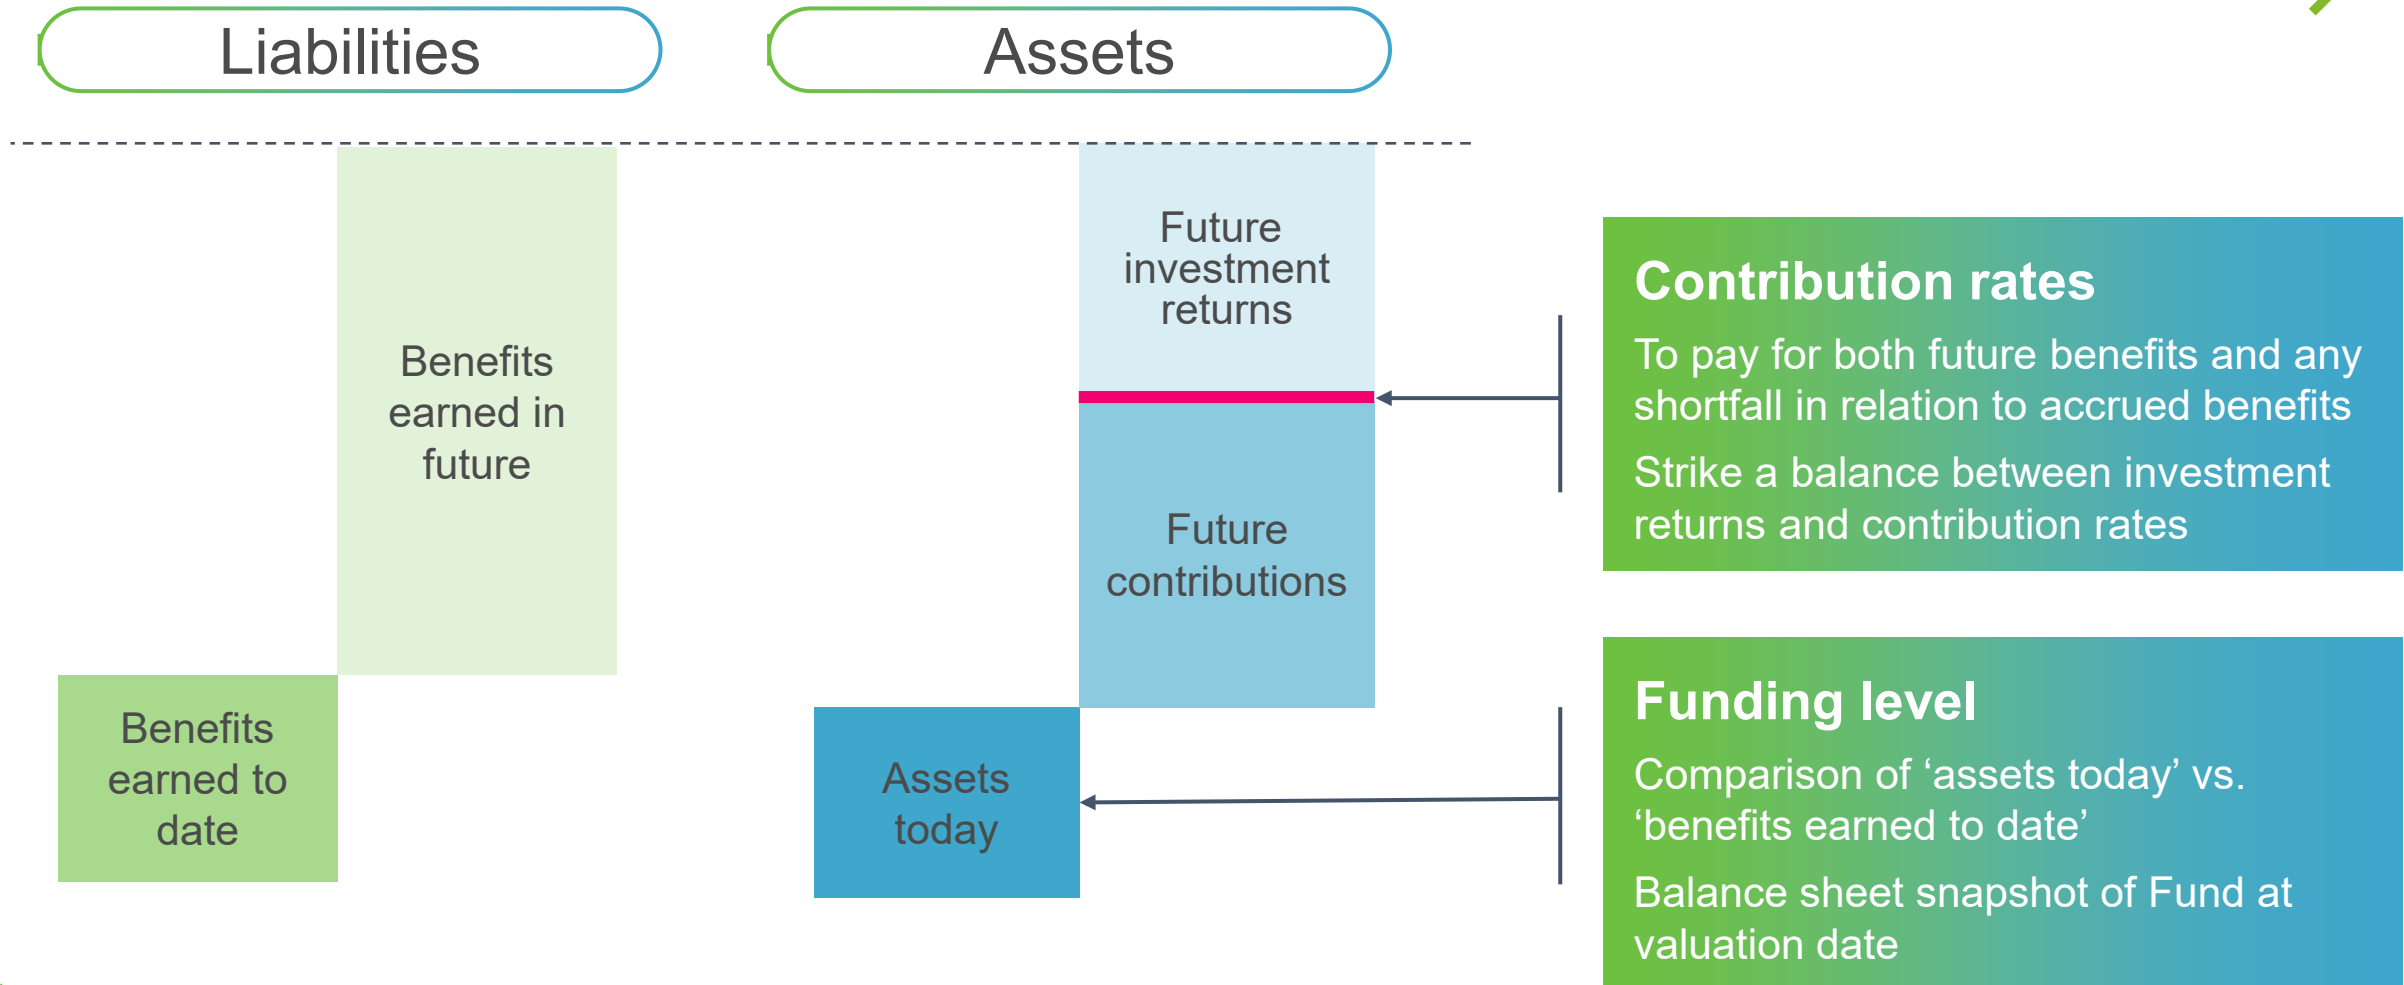 Liabilities
Assets
Benefits
earned in
future
Benefits
earned to
date
Future
investment
returns
Future
contributions
Assets
today
Contribution rates
To pay for both future benefits and any
shortfall in relation to accrued benefits
Strike a balance between investment
returns and contribution rates
Funding level
Comparison of ‘assets today’ vs.
‘benefits earned to date’
Balance sheet snapshot of Fund at
valuation date